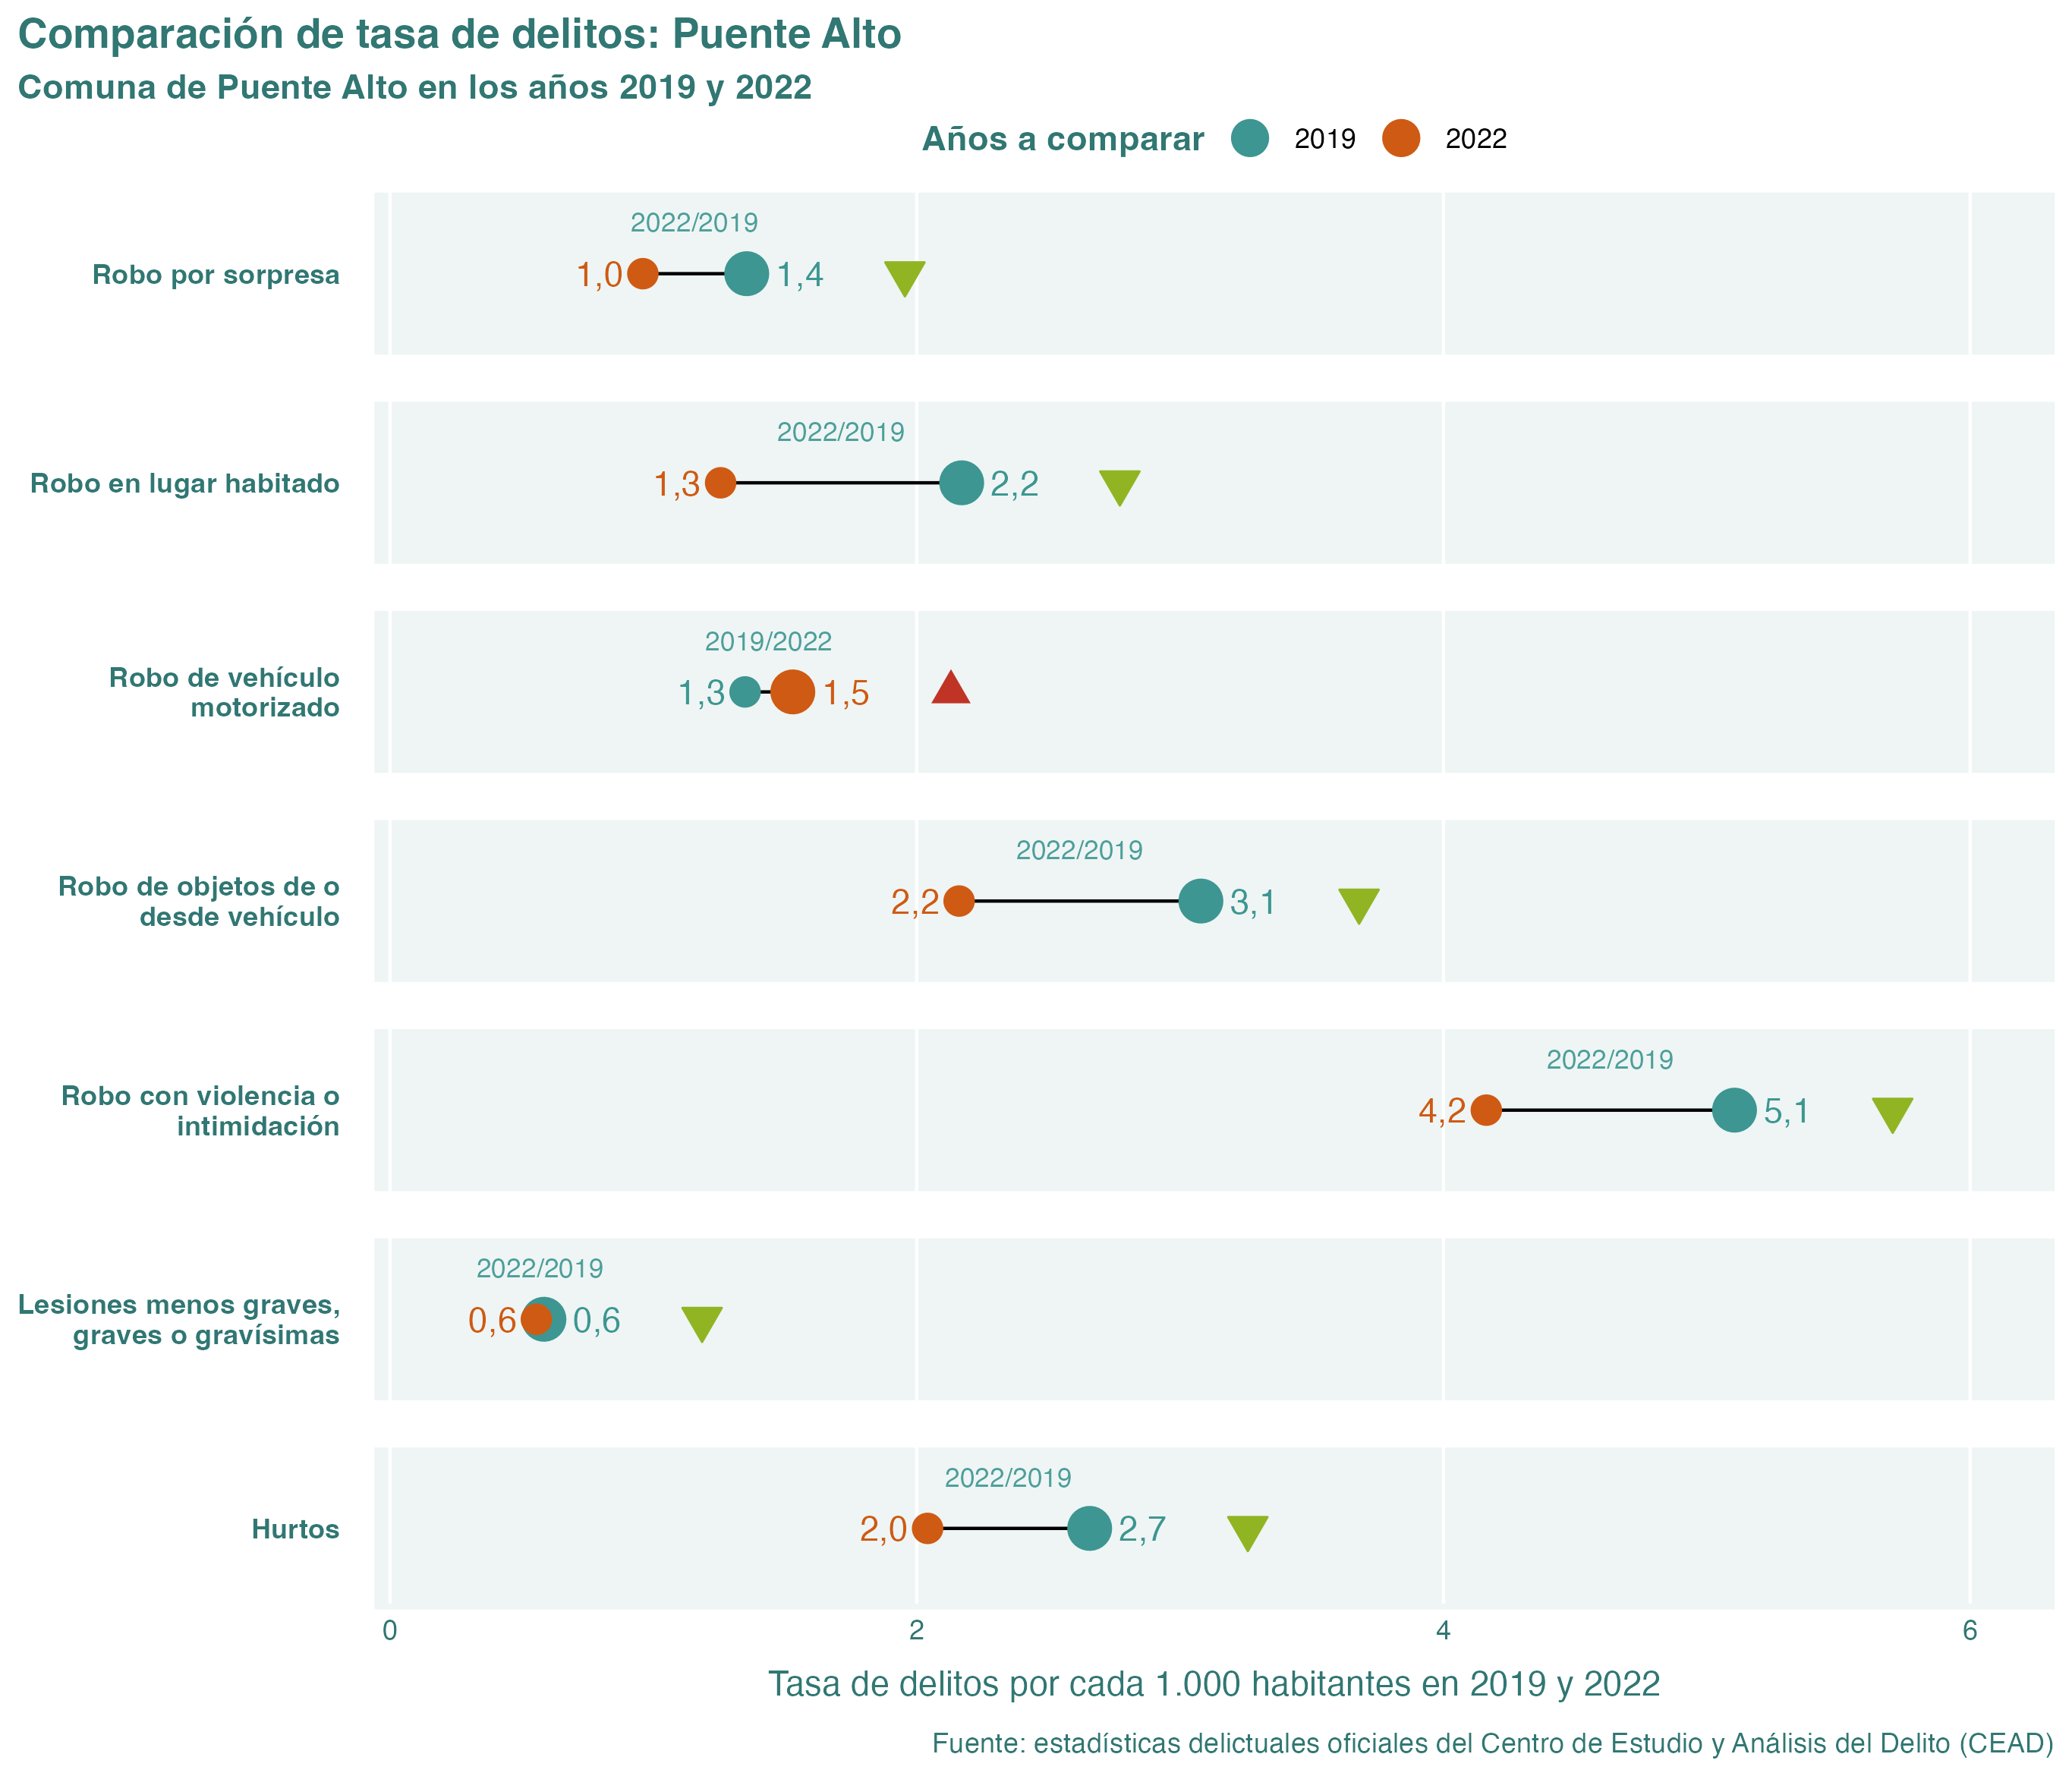 Comparación de tasa de delitos: Puente Alto
Comuna de Puente Alto en los años 2019 y 2022
Años a comparar 2019 2022
2022/2019
Robo por sorpresa 1,0 1,4
2022/2019
Robo en lugar habitado 1,3 2,2
2019/2022
Robo de vehículo
motorizado
1,3 1,5
2022/2019
Robo de objetos de o
desde vehículo
2,2 3,1
2022/2019
Robo con violencia o
intimidación
4,2 5,1
2022/2019
Lesiones menos graves,
graves o gravísimas
0,6 0,6
2022/2019
Hurtos 2,0 2,7
0 2 4 6
Tasa de delitos por cada 1.000 habitantes en 2019 y 2022
Fuente: estadísticas delictuales oficiales del Centro de Estudio y Análisis del Delito (CEAD)